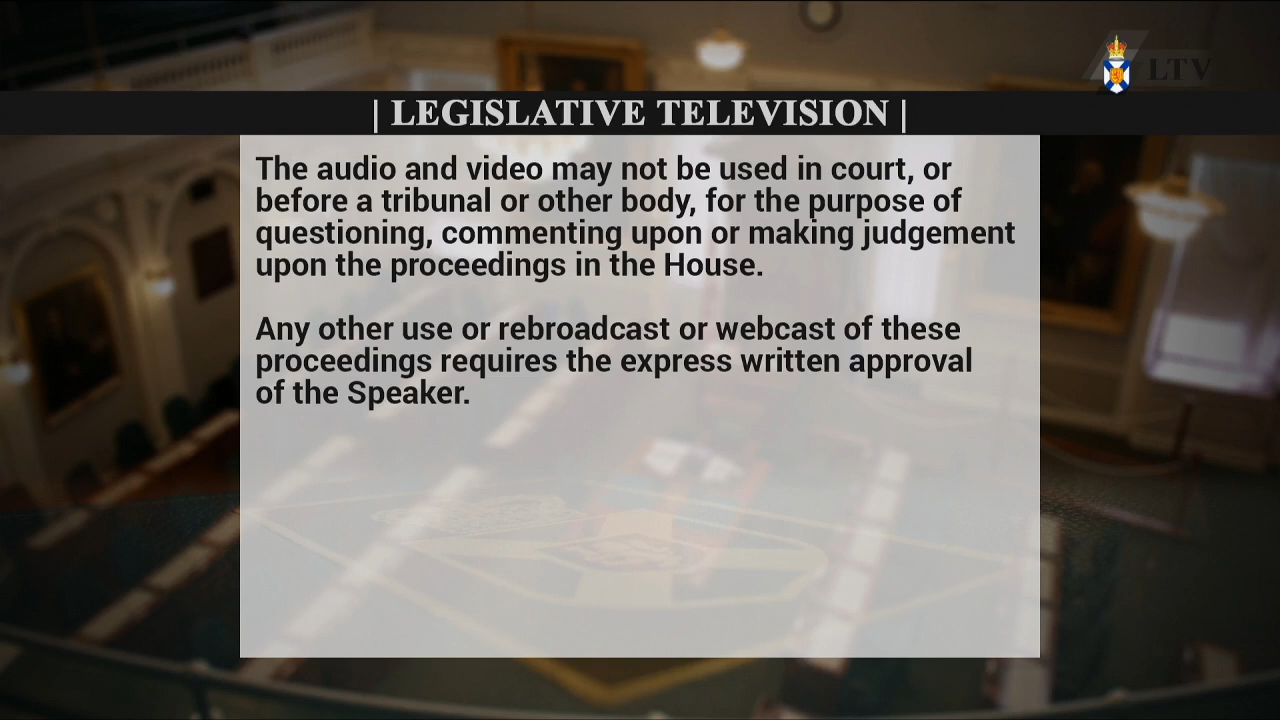 LTV
| LEGISLATIVE TELEVISION |
The audio and video may not be used in court, or
before a tribunal or other body, for the purpose of
questioning, commenting upon or making judgement
upon the proceedings in the House.
Any other use or rebroadcast or webcast of these
proceedings requires the express written approval
of the Speaker.